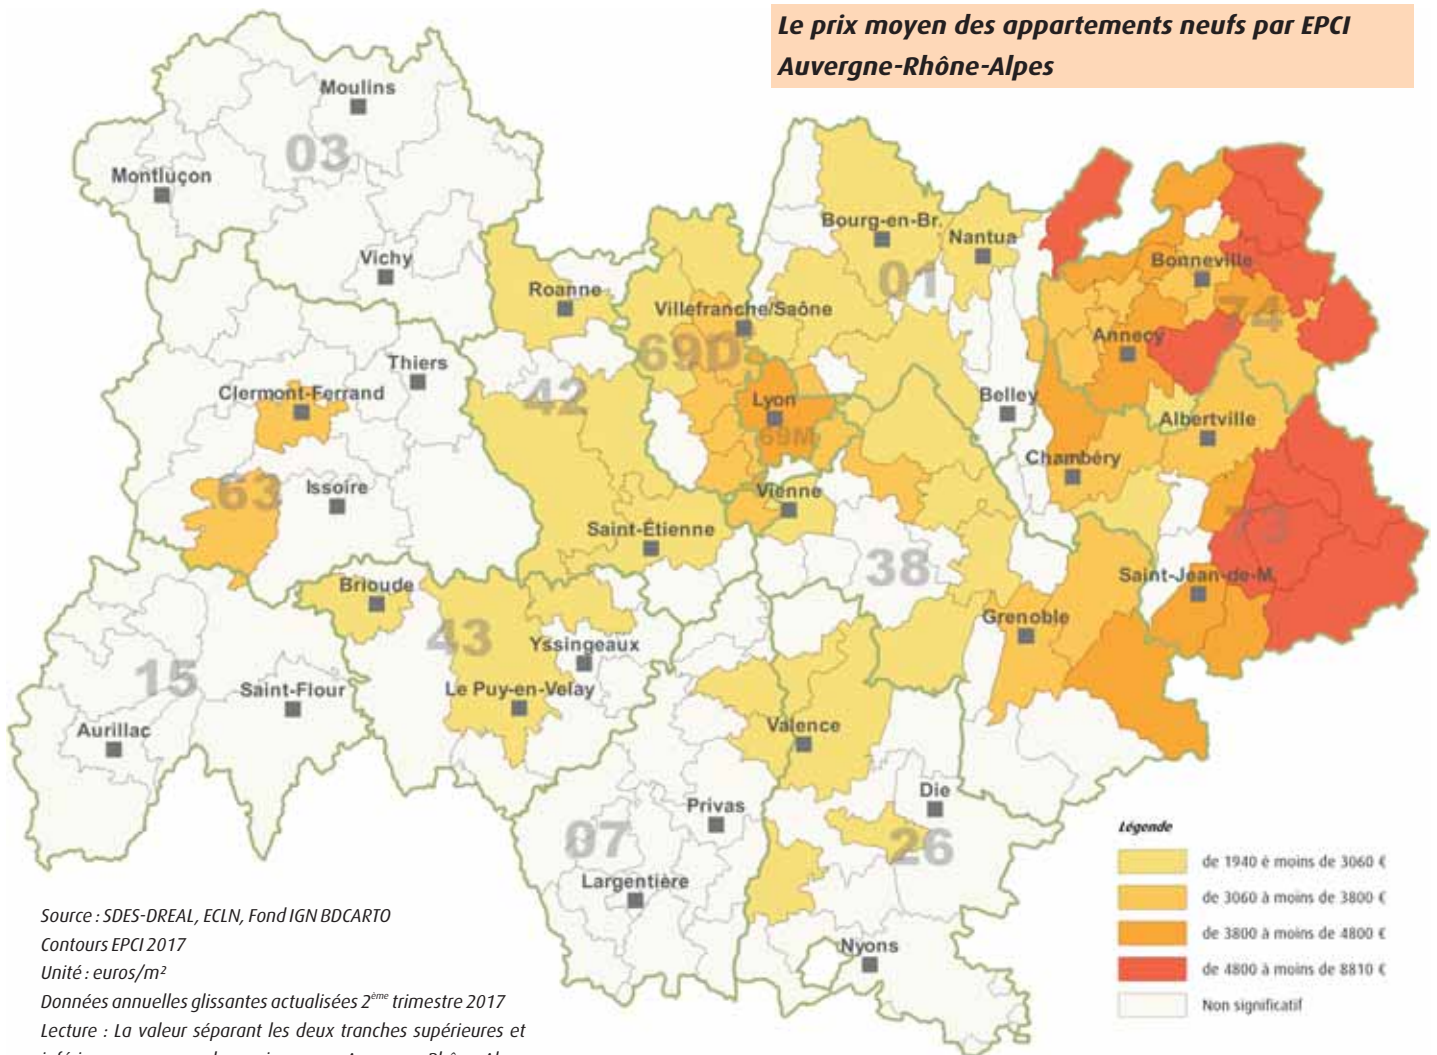 Le prix moyen des appartements neufs par EPCI
Auvergne-Rhône-Alpes
Moulins
03
Montluçon
Vichy
Bourg-en-Br.
Nantua
01
Roanne
Villefranche/Saône
Bonneville
74
Annecy
69D
Thiers
Clermont-Ferrand
42
Lyon
69M
Belley
Albertville
Chambéry
63
Issoire
Vienne
Saint-Étienne
73
38
Saint-Jean-de-M.
Brioude
43
Grenoble
Yssingeaux
15
Saint-Flour
Le Puy-en-Velay
Aurillac
Valence
Privas
Die
07
26
Largentière
Nyons
Légende
de 1940 è moins de 3060 €
de 3060 à moins de 3800 €
de 3800 à moins de 4800 €
de 4800 à moins de 8810 €
Non significatif
Source : SDES-DREAL, ECLN, Fond IGN BDCARTO
Contours EPCI 2017
Unité : euros/m²
Données annuelles glissantes actualisées 2ème trimestre 2017
Lecture : La valeur séparant les deux tranches supérieures et